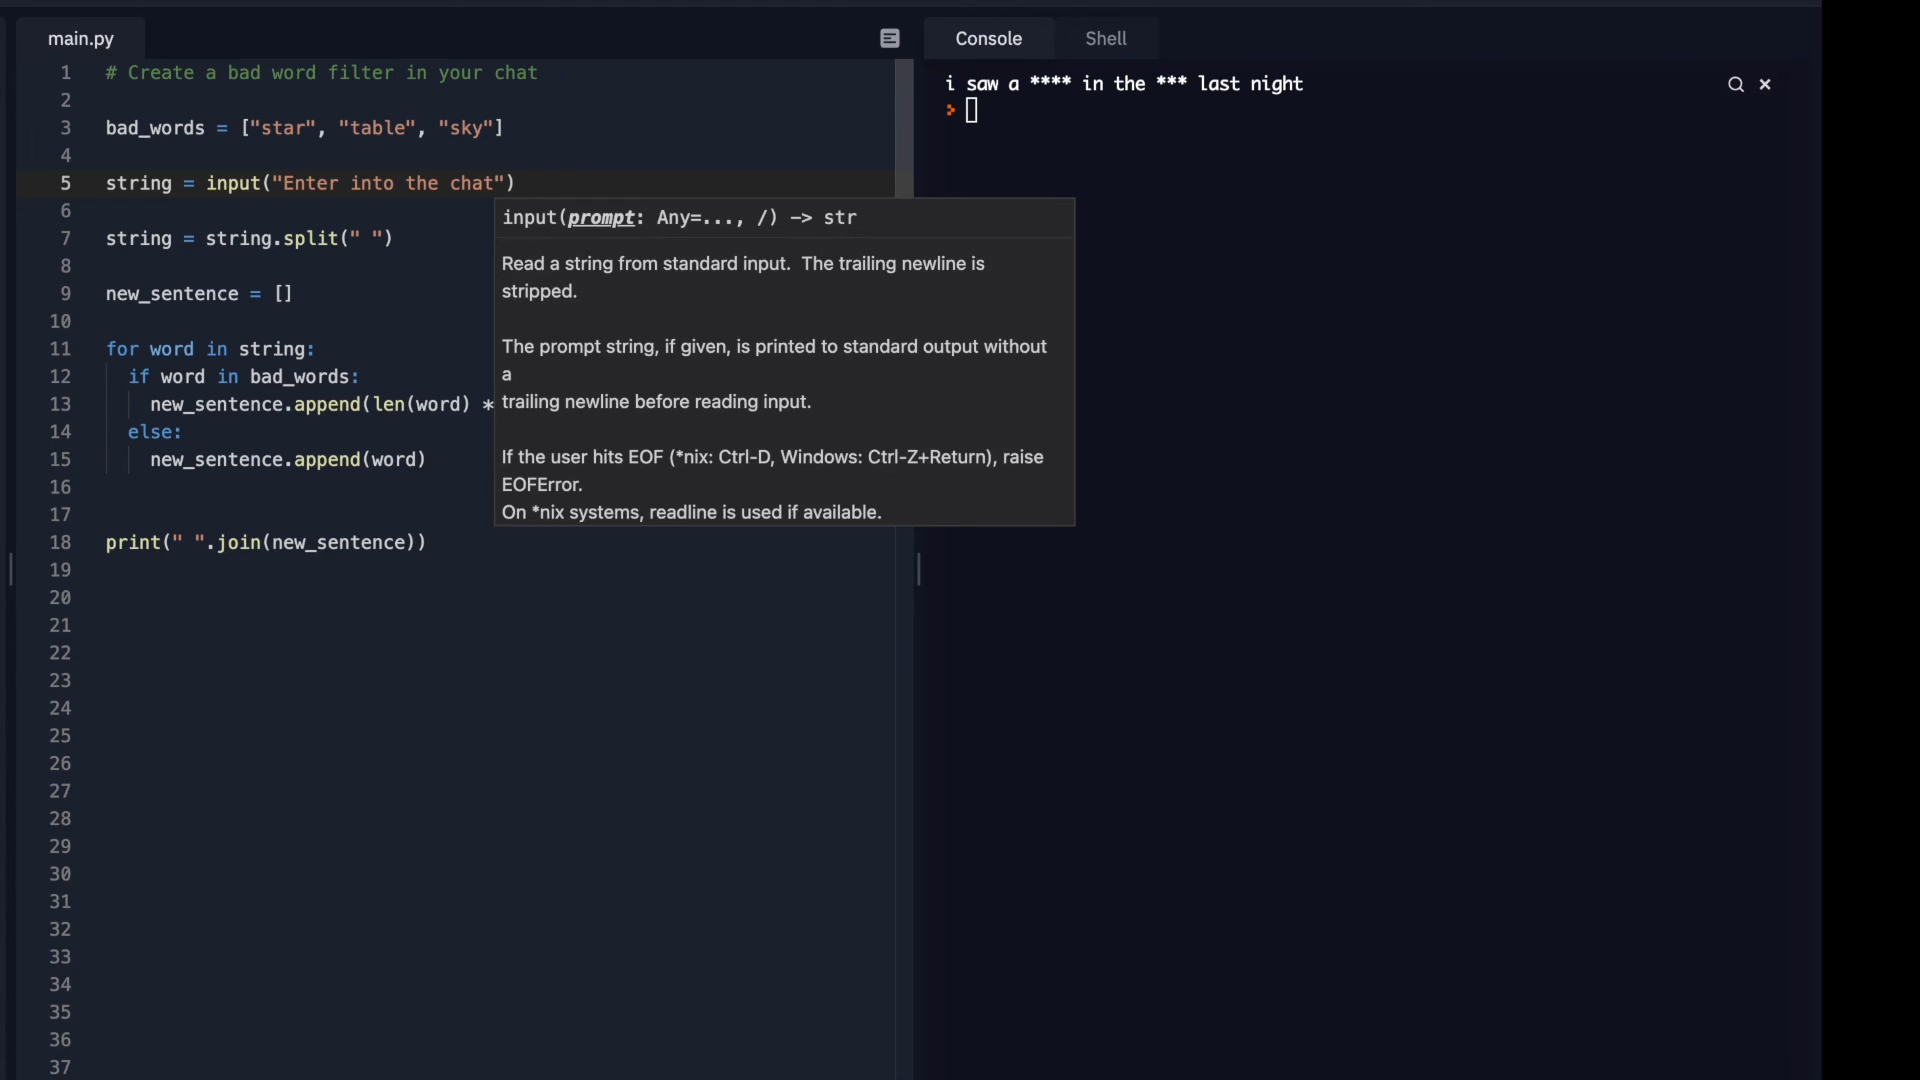 main.py
1 # Create a bad word filter in your chat
2
3 bad_words = ["star", "table", "sky"]
4
5 string = input("Enter into the chat")
6
7 string = string.split(" ")
8
9 new_sentence = []
10
11 for word in string:
12 if word in bad_words:
13 new_sentence.append(len(word) *
14 else:
15 new_sentence.append(word)
16
17
18 print(" ".join(new_sentence))
19
20
21
22
23
24
25
26
27
28
29
30
31
32
33
34
35
36
37
input(prompt: Any=..., /) -> str
Read a string from standard input. The trailing newline is
stripped.
The prompt string, if given, is printed to standard output without
a
trailing newline before reading input.
If the user hits EOF (*nix: Ctrl-D, Windows: Ctrl-Z+Return), raise
EOFError.
On *nix systems, readline is used if available.
Console Shell
i saw a **** in the *** last night